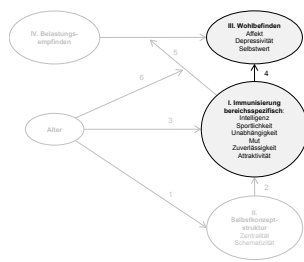 IV. Belastungs-
empfinden
III. Wohlbefinden
Affekt
Depressivität
Selbstwert
5
4
6
I. Immunisierung
bereichsspezifisch:
Intelligenz
Sportlichkeit
Unabhängigkeit
Mut
Zuverlässigkeit
Attraktivität
Alter
3
1
2
II.
Selbstkonzept-
struktur
Zentralität
Schematizität